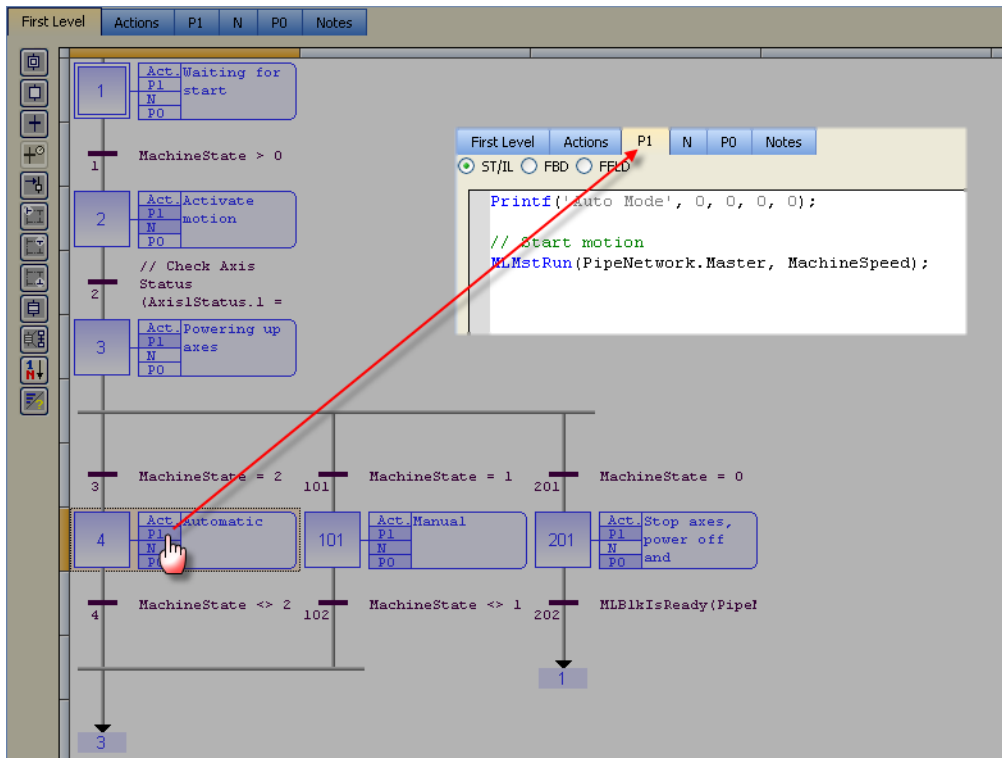 First Level Actions P1 N P0 Notes
1 Act. Waiting for
P1 start
N
P0
1 MachineState > 0
First Level Actions P1 N P0 Notes
ST/IL FBD FFLD
Printf('Auto Mode', 0, 0, 0, 0);
// Start motion
MLMstRun(PipeNetwork.Master, MachineSpeed);
2 Act. Activate
P1 motion
N
P0
// Check Axis
Status
2 (Axis1Status.1 =
3 Act. Powering up
P1 axes
N
P0
3 MachineState = 2 101 MachineState = 1 201 MachineState = 0
4 Act. Automatic 101 Act. Manual 201 Act. Stop axes,
P1 P1 P1 power off
N N N and
P0 P0 P0
4 MachineState <> 2 102 MachineState <> 1 202 MLBlkIsReady(Pipe
1
3